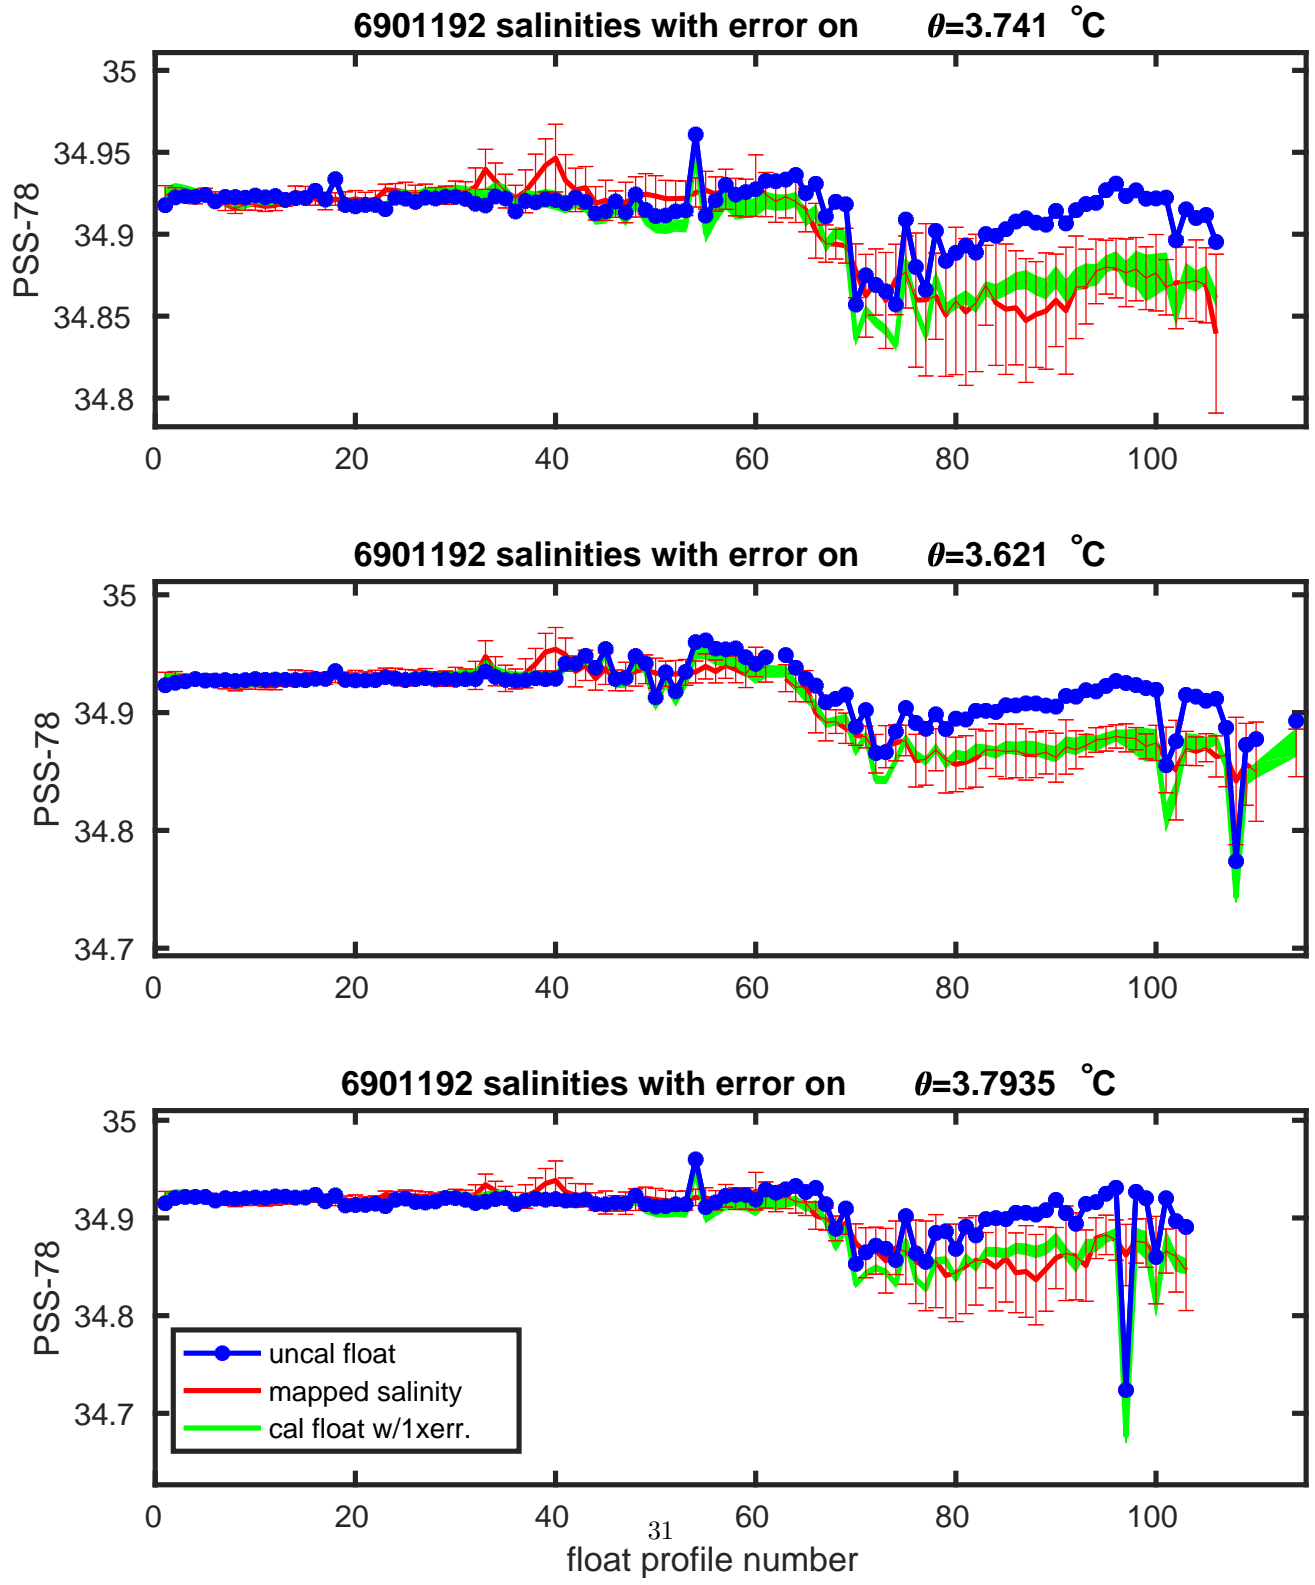 6901192 salinities with error on θ=3.741 °C
35
34.95
34.9
34.85
34.8
PSS-78
0 20 40 60 80 100
6901192 salinities with error on θ=3.621 °C
35
34.9
34.8
34.7
PSS-78
0 20 40 60 80 100
6901192 salinities with error on θ=3.7935 °C
35
34.9
34.8
34.7
PSS-78
uncal float
mapped salinity
cal float w/1xerr.
0 20 40 60 80 100
31
float profile number